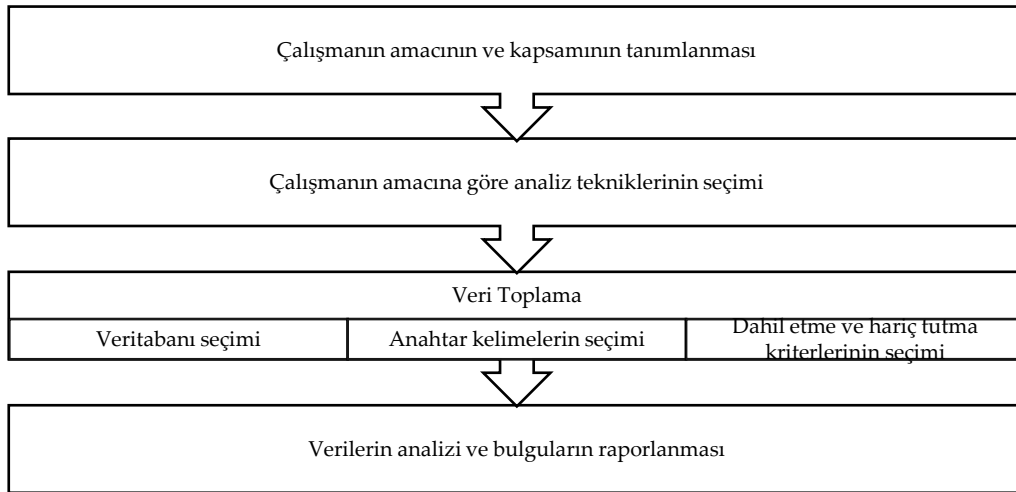 Çalışmanın amacının ve kapsamının tanımlanması
Çalışmanın amacına göre analiz tekniklerinin seçimi
Veri Toplama
Veritabanı seçimi
Anahtar kelimelerin seçimi
Dahil etme ve hariç tutma
kriterlerinin seçimi
Verilerin analizi ve bulguların raporlanması